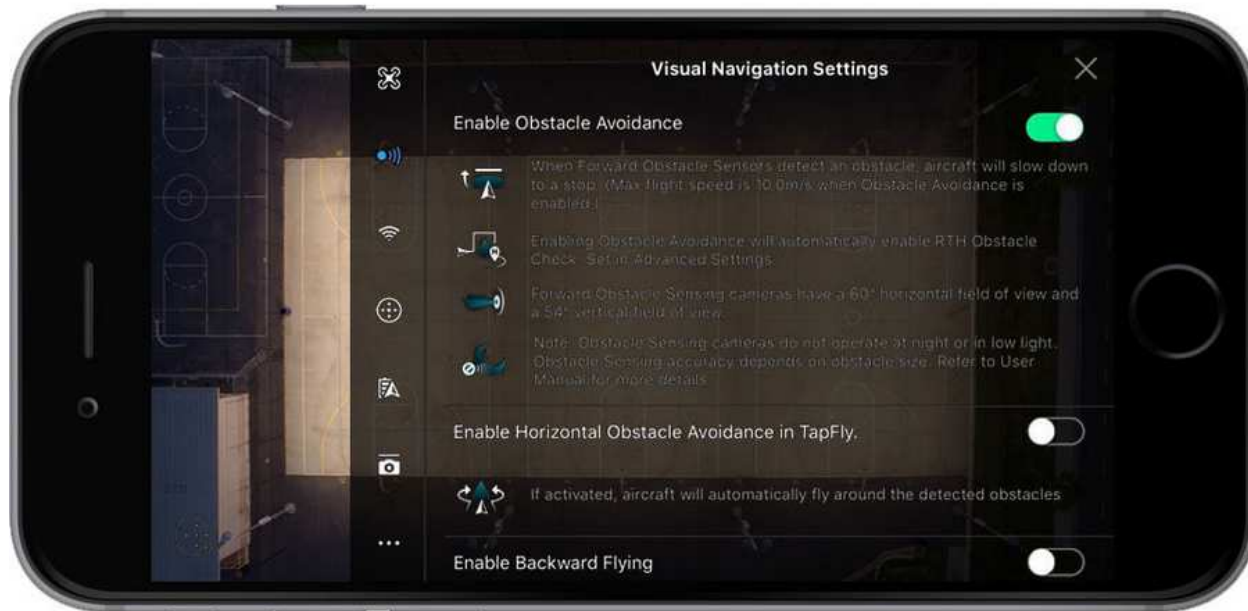 Visual Navigation Settings
Enable Obstacle Avoidance
When Forward Obstacle Sensors detect an obstacle, aircraft will slow down
to a stop. (Max flight speed is 10.0m/s when Obstacle Avoidance is
enabled.)
Enabling Obstacle Avoidance will automatically enable RTH Obstacle
Check. Set in Advanced Settings.
Forward Obstacle Sensing cameras have a 60° horizontal field of view and
a 54° vertical field of view.
Note: Obstacle Sensing cameras do not operate at night or in low light.
Obstacle Sensing accuracy depends on obstacle size. Refer to User
Manual for more details.
Enable Horizontal Obstacle Avoidance in TapFly.
If activated, aircraft will automatically fly around the detected obstacles
Enable Backward Flying